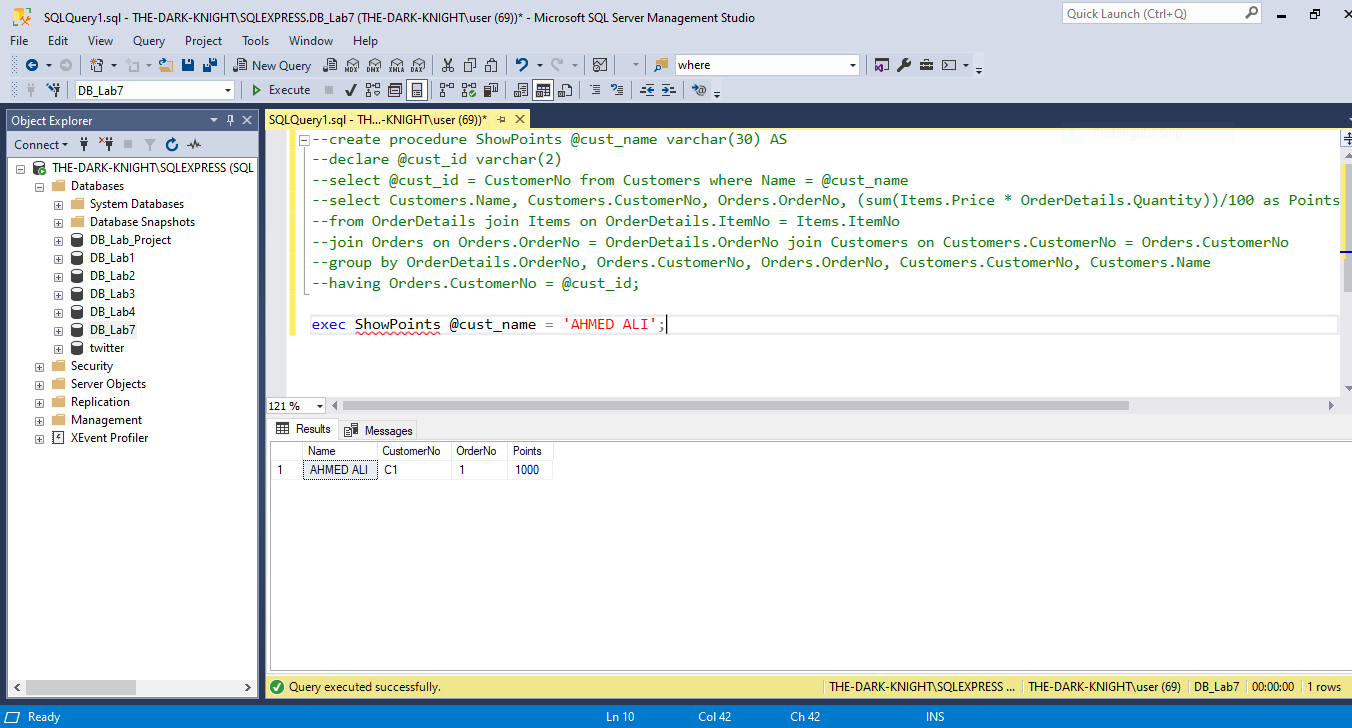 SQLQuery1.sql - THE-DARK-KNIGHT\SQLEXPRESS.DB_Lab7 (THE-DARK-KNIGHT\user (69))* - Microsoft SQL Server Management Studio
Quick Launch (Ctrl+Q)
File Edit View Query Project Tools Window Help
New Query MDX DMX XMLA DAX where
DB_Lab7 Execute
Object Explorer
SQLQuery1.sql - TH...-KNIGHT\user (69))*
Connect
THE-DARK-KNIGHT\SQLEXPRESS (SQL
Databases
System Databases
Database Snapshots
DB_Lab_Project
DB_Lab1
DB_Lab2
DB_Lab3
DB_Lab4
DB_Lab7
twitter
Security
Server Objects
Replication
Management
XEvent Profiler
--create procedure ShowPoints @cust_name varchar(30) AS
--declare @cust_id varchar(2)
--select @cust_id = CustomerNo from Customers where Name = @cust_name
--select Customers.Name, Customers.CustomerNo, Orders.OrderNo, (sum(Items.Price * OrderDetails.Quantity))/100 as Points
--from OrderDetails join Items on OrderDetails.ItemNo = Items.ItemNo
--join Orders on Orders.OrderNo = OrderDetails.OrderNo join Customers on Customers.CustomerNo = Orders.CustomerNo
--group by OrderDetails.OrderNo, Orders.CustomerNo, Orders.OrderNo, Customers.CustomerNo, Customers.Name
--having Orders.CustomerNo = @cust_id;
exec ShowPoints @cust_name = 'AHMED ALI';
121 %
Results Messages
Name CustomerNo OrderNo Points
1 AHMED ALI C1 1 1000
Query executed successfully. THE-DARK-KNIGHT\SQLEXPRESS ... THE-DARK-KNIGHT\user (69) DB_Lab7 00:00:00 1 rows
Ready Ln 10 Col 42 Ch 42 INS